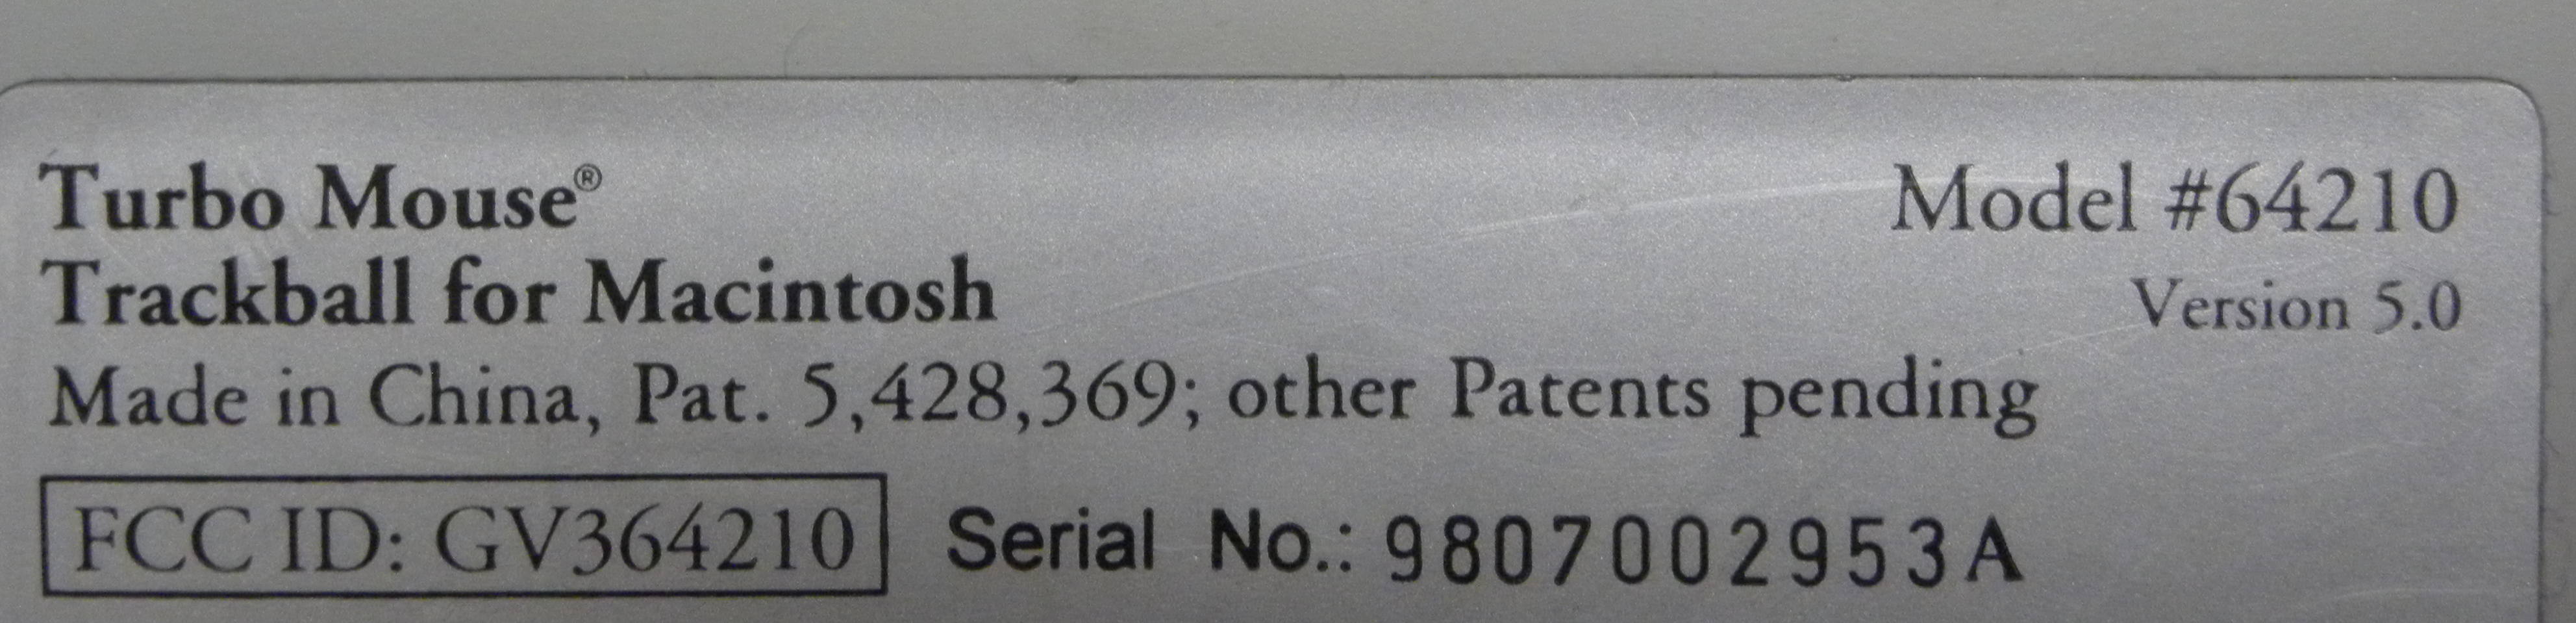 Turbo Mouse® Model #64210
Trackball for Macintosh Version 5.0
Made in China, Pat. 5,428,369; other Patents pending
FCC ID: GV364210 Serial No.: 9807002953A